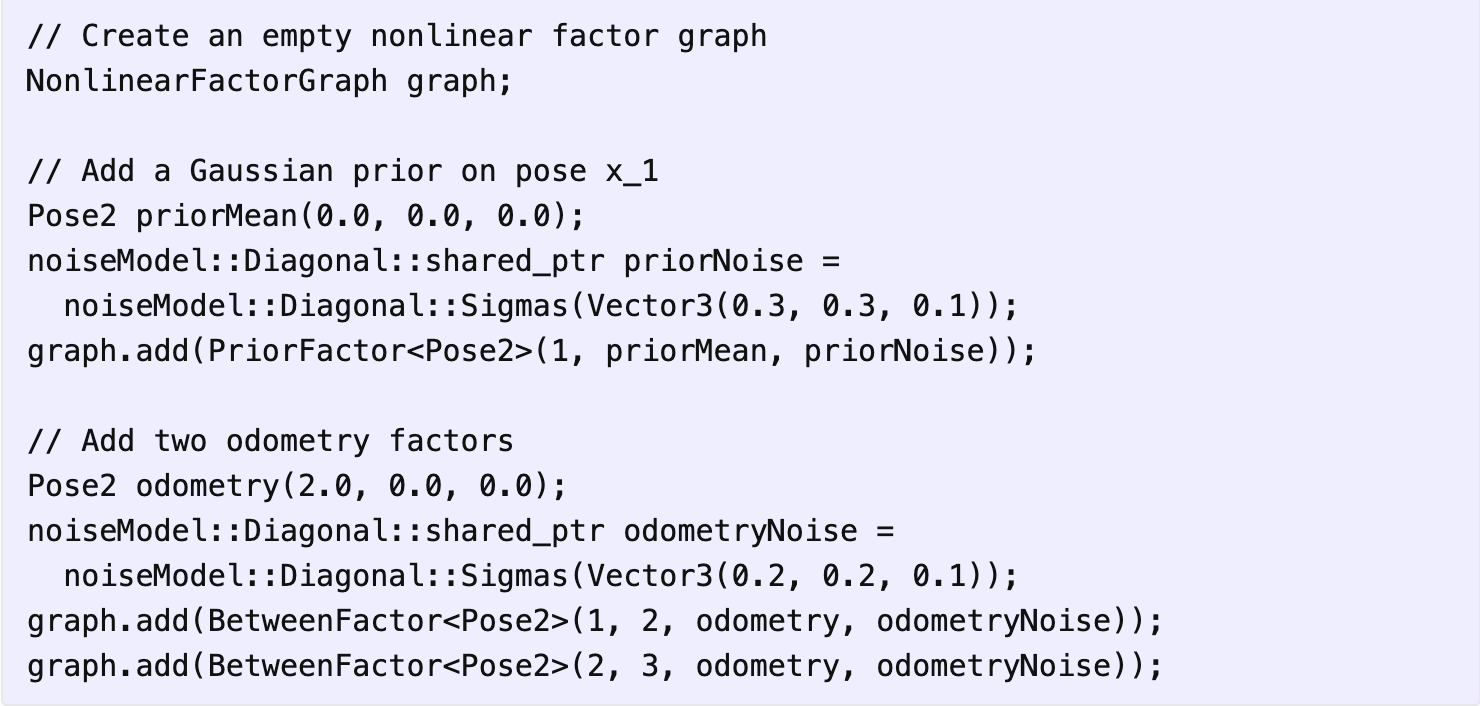 // Create an empty nonlinear factor graph
NonlinearFactorGraph graph;

// Add a Gaussian prior on pose x_1
Pose2 priorMean(0.0, 0.0, 0.0);
noiseModel::Diagonal::shared_ptr priorNoise =
  noiseModel::Diagonal::Sigmas(Vector3(0.3, 0.3, 0.1));
graph.add(PriorFactor<Pose2>(1, priorMean, priorNoise));

// Add two odometry factors
Pose2 odometry(2.0, 0.0, 0.0);
noiseModel::Diagonal::shared_ptr odometryNoise =
  noiseModel::Diagonal::Sigmas(Vector3(0.2, 0.2, 0.1));
graph.add(BetweenFactor<Pose2>(1, 2, odometry, odometryNoise));
graph.add(BetweenFactor<Pose2>(2, 3, odometry, odometryNoise));